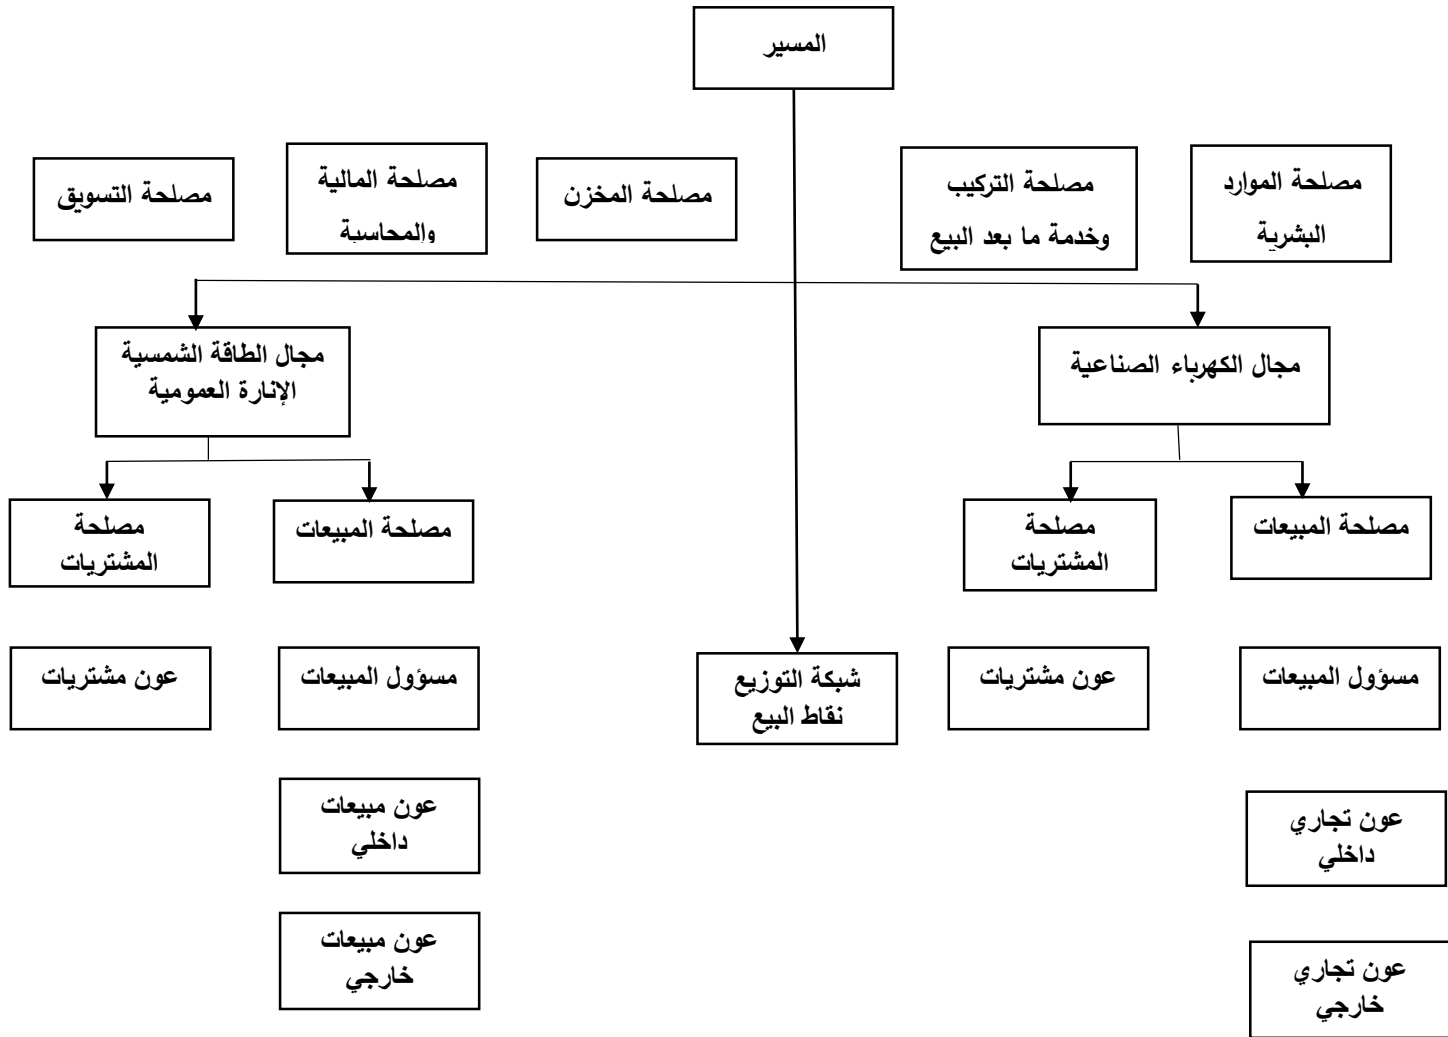 المسير
مصلحة الموارد
البشرية
مصلحة التركيب
وخدمة ما بعد البيع
مصلحة المخزن
مصلحة المالية
والمحاسبة
مصلحة التسويق
مجال الكهرباء الصناعية
مجال الطاقة الشمسية
الإنارة العمومية
مصلحة المبيعات
مصلحة
المشتريات
مصلحة المبيعات
مصلحة
المشتريات
مسؤول المبيعات
عون مشتريات
شبكة التوزيع
نقاط البيع
مسؤول المبيعات
عون مشتريات
عون تجاري
داخلي
عون مبيعات
داخلي
عون تجاري
خارجي
عون مبيعات
خارجي